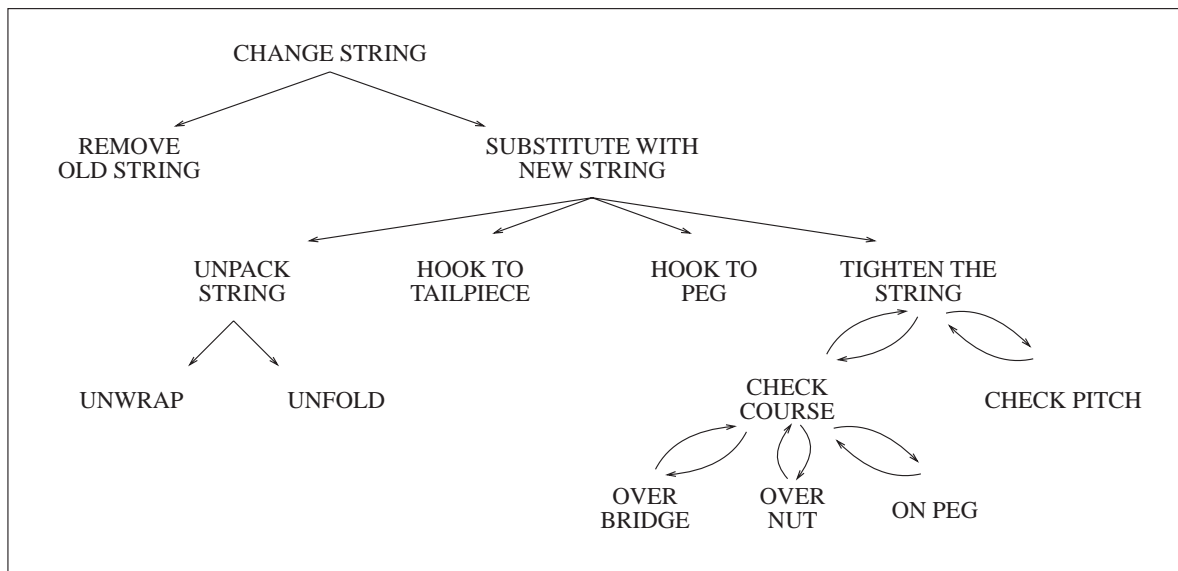 CHANGE STRING
REMOVE
OLD STRING
SUBSTITUTE WITH
NEW STRING
UNPACK
STRING
HOOK TO
TAILPIECE
HOOK TO
PEG
TIGHTEN THE
STRING
UNWRAP
UNFOLD
CHECK
COURSE
CHECK PITCH
OVER
BRIDGE
OVER
NUT
ON PEG